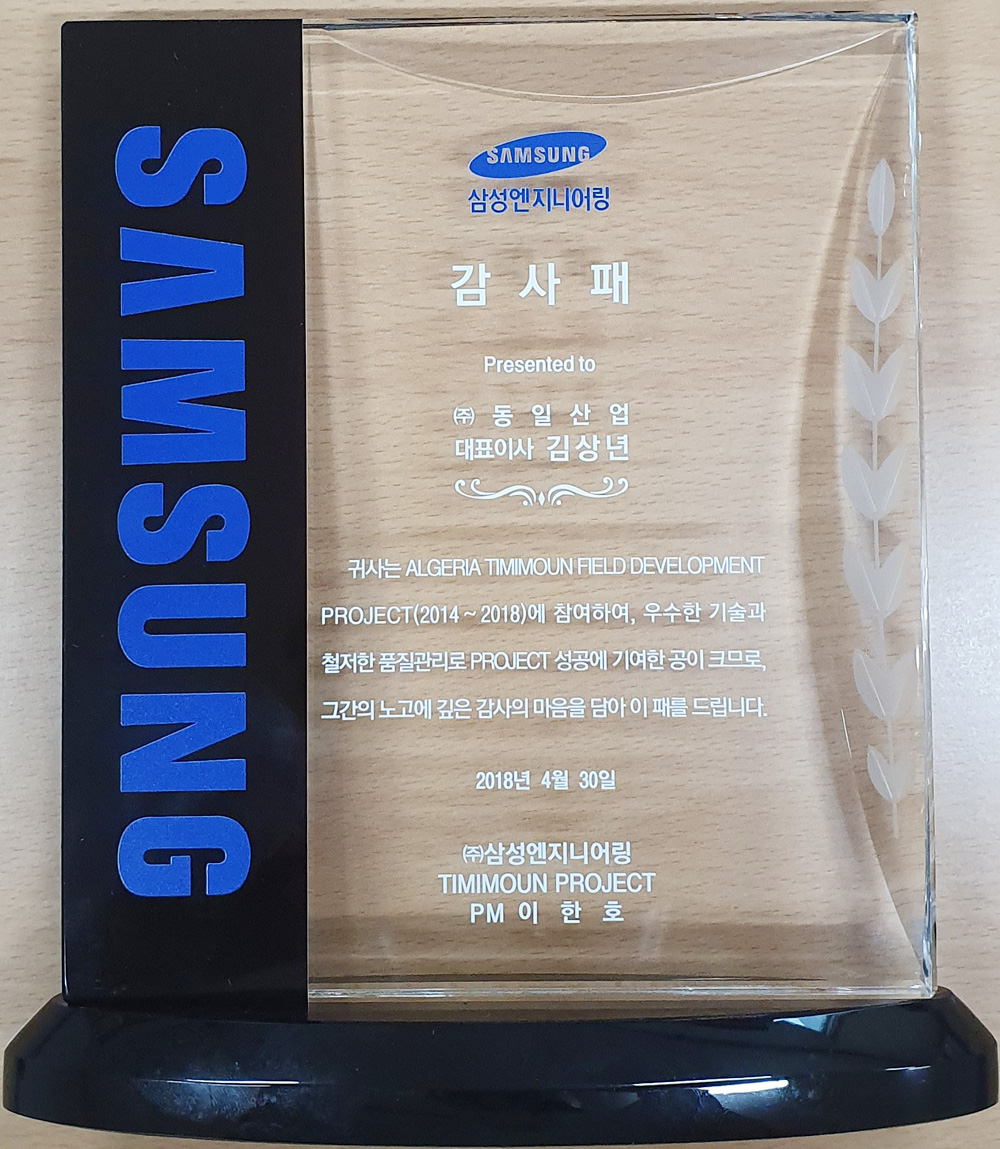 SAMSUNG
SAMSUNG
삼성엔지니어링
감 사 패
Presented to
㈜ 동 일 산 업
대표이사 김상년
귀사는 ALGERIA TIMIMOUN FIELD DEVELOPMENT
PROJECT(2014 ~ 2018)에 참여하여, 우수한 기술과
철저한 품질관리로 PROJECT 성공에 기여한 공이 크므로,
그간의 노고에 깊은 감사의 마음을 담아 이 패를 드립니다.
2018년 4월 30일
㈜삼성엔지니어링
TIMIMOUN PROJECT
PM 이 한 호